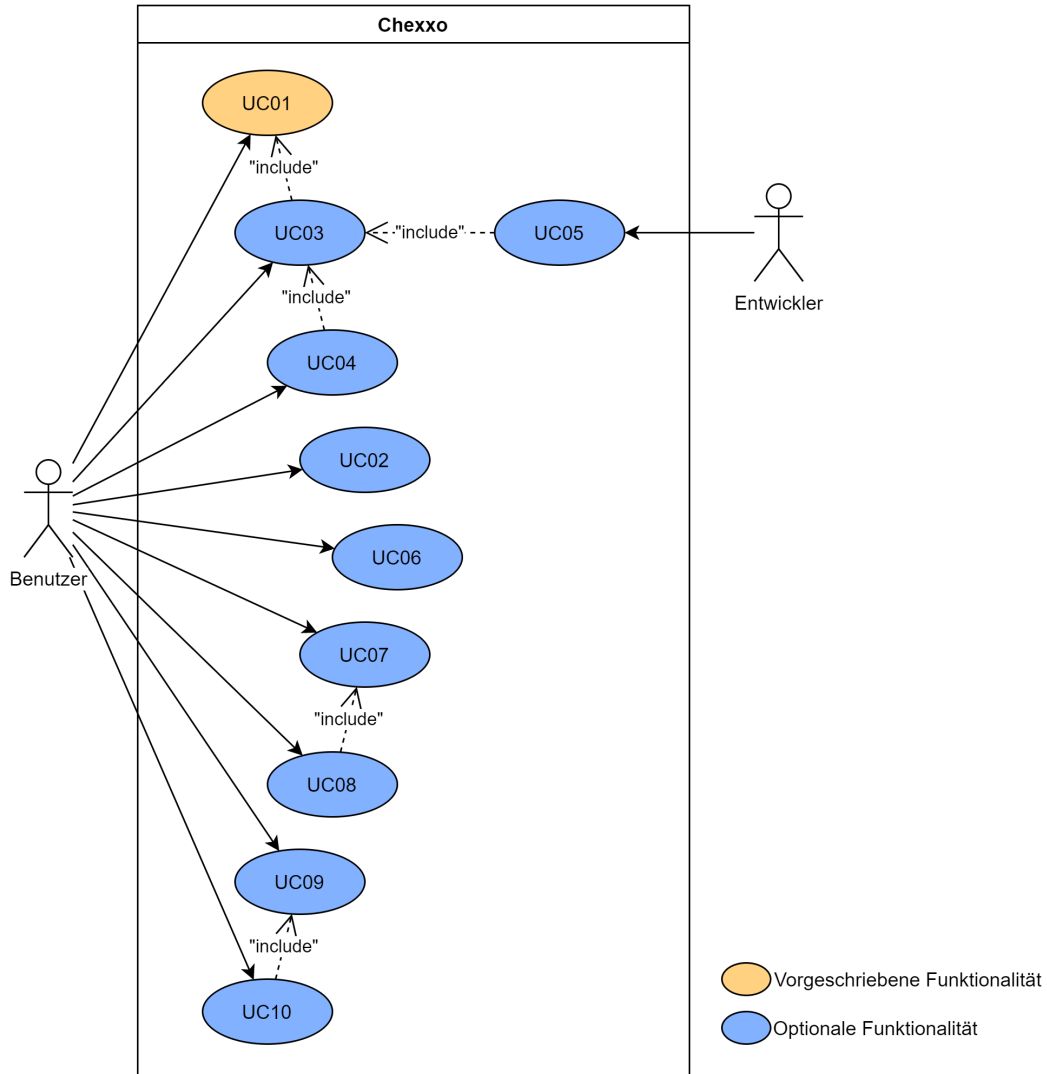 Chexxo
UC01
"include"
UC03
"include"
UC05
Entwickler
"include"
UC04
UC02
UC06
Benutzer
UC07
"include"
UC08
UC09
"include"
UC10
Vorgeschriebene Funktionalität
Optionale Funktionalität